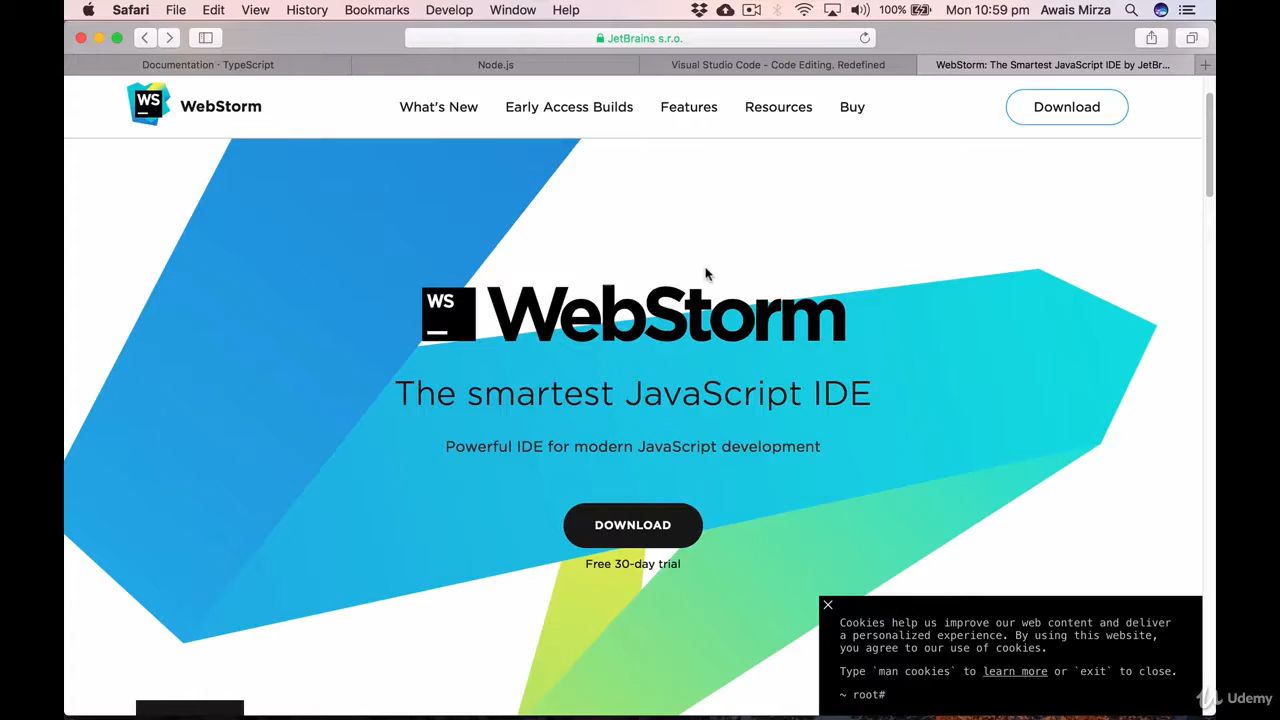 Safari File Edit View History Bookmarks Develop Window Help 100% Mon 10:59 pm Awais Mirza
JetBrains s.r.o.
Documentation · TypeScript Node.js Visual Studio Code - Code Editing. Redefined WebStorm: The Smartest JavaScript IDE by JetBr...
WS WebStorm What's New Early Access Builds Features Resources Buy Download
WS WebStorm
The smartest JavaScript IDE
Powerful IDE for modern JavaScript development
DOWNLOAD
Free 30-day trial
Cookies help us improve our web content and deliver
a personalized experience. By using this website,
you agree to our use of cookies.
Type `man cookies` to learn more or `exit` to close.
~ root#
Udemy